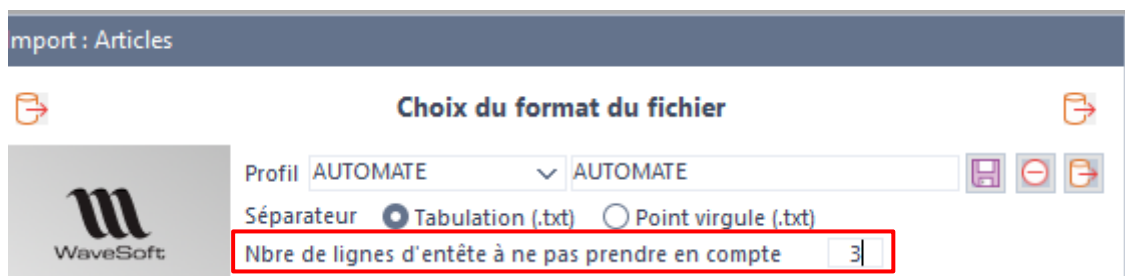 mport : Articles
Choix du format du fichier
Profil AUTOMATE AUTOMATE
Séparateur Tabulation (.txt) Point virgule (.txt)
WaveSoft
Nbre de lignes d'entête à ne pas prendre en compte 3